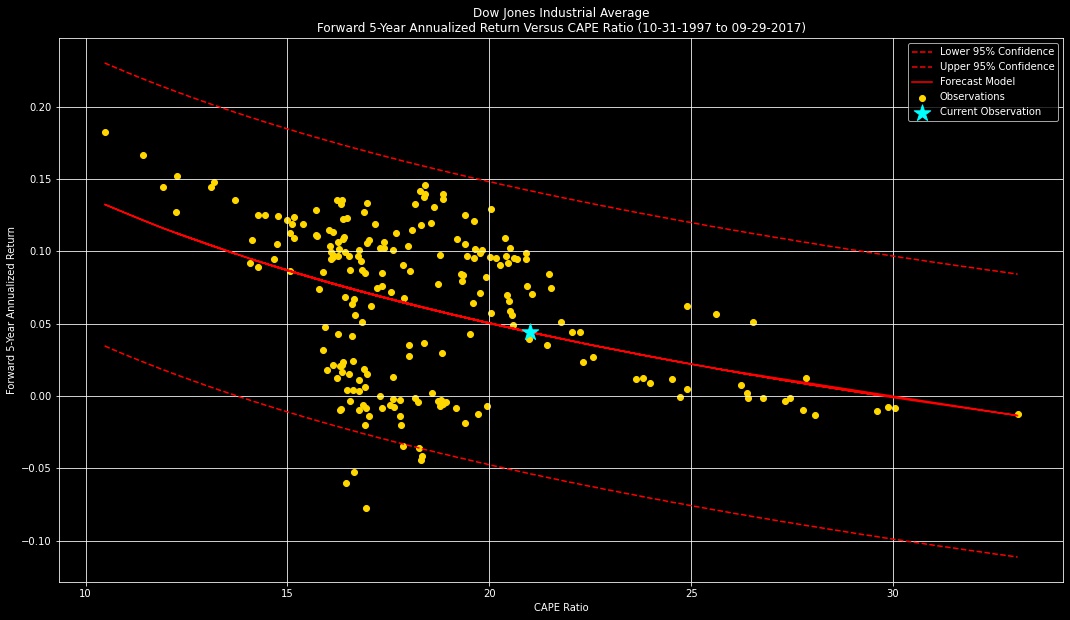 Dow Jones Industrial Average
Forward 5-Year Annualized Return Versus CAPE Ratio (10-31-1997 to 09-29-2017)
Lower 95% Confidence
Upper 95% Confidence
Forecast Model
Observations
Current Observation
Forward 5-Year Annualized Return
0.20
0.15
0.10
0.05
0.00
−0.05
−0.10
10 15 20 25 30
CAPE Ratio